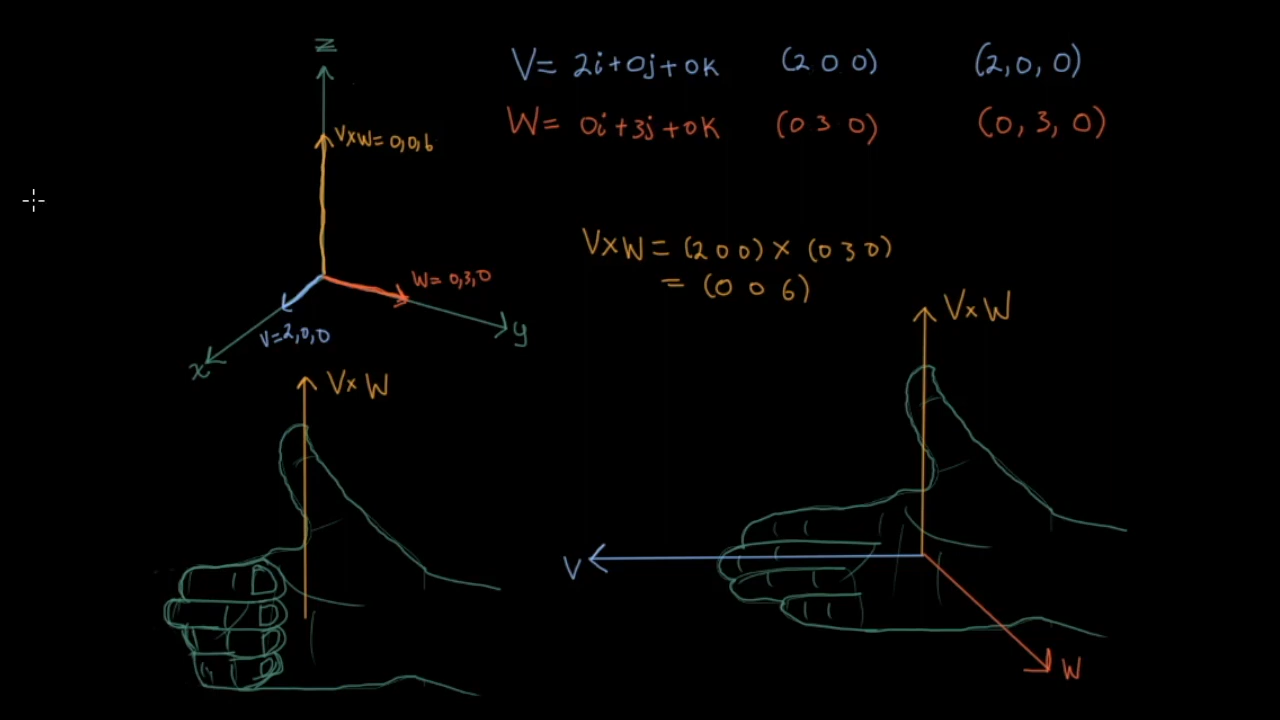 z
V= 2i+0j+0K (2 0 0) (2,0,0)
W= 0i+3j+0K (0 3 0) (0,3,0)
VxW=0,0,6
VxW= (2 0 0) x (0 3 0)
= (0 0 6)
W=0,3,0
V=2,0,0
y
x
VxW
VxW
V
W